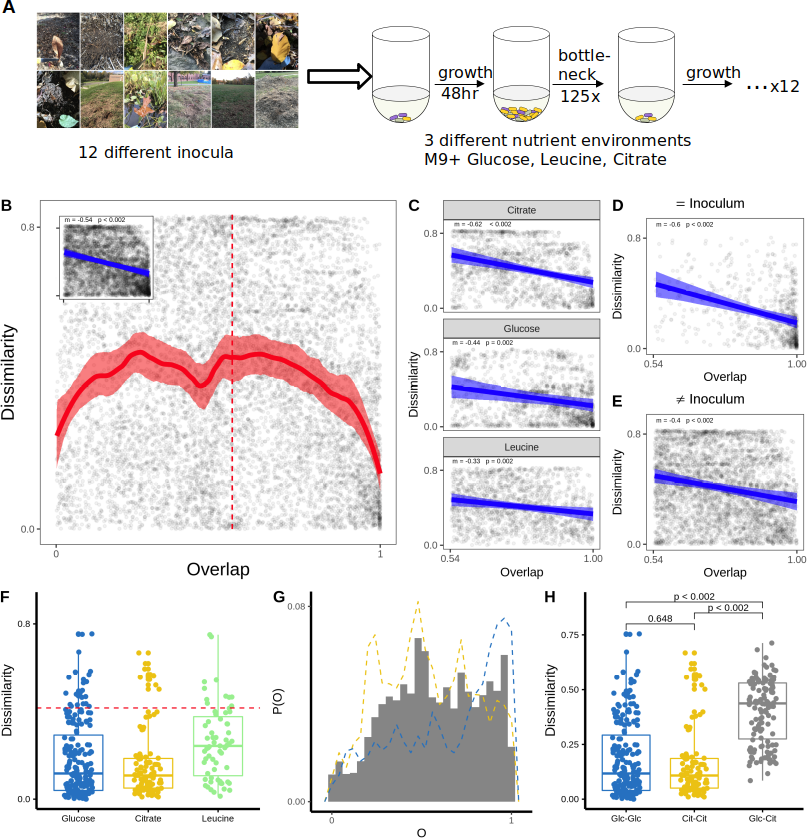 A
growth
48hr
bottle-
neck
125x
growth
···x12
12 different inocula
3 different nutrient environments
M9+ Glucose, Leucine, Citrate
B
m = -0.54 p < 0.002
0.8
0.0
Dissimilarity
0
1
Overlap
C
Citrate
m = -0.62 < 0.002
0.8
0.0
Glucose
m = -0.44 p = 0.002
0.8
0.0
Dissimilarity
Leucine
m = -0.33 p = 0.002
0.8
0.0
0.54
1.00
Overlap
D
= Inoculum
m = -0.6 p < 0.002
0.8
0.0
Dissimilarity
0.54
1.00
Overlap
E
≠ Inoculum
m = -0.4 p < 0.002
0.8
0.0
Dissimilarity
0.54
1.00
Overlap
F
0.8
0.0
Dissimilarity
Glucose
Citrate
Leucine
G
0.08
0.00
P(O)
0
1
O
H
p < 0.002
p < 0.002
0.648
0.75
0.50
0.25
0.00
Dissimilarity
Glc-Glc
Cit-Cit
Glc-Cit